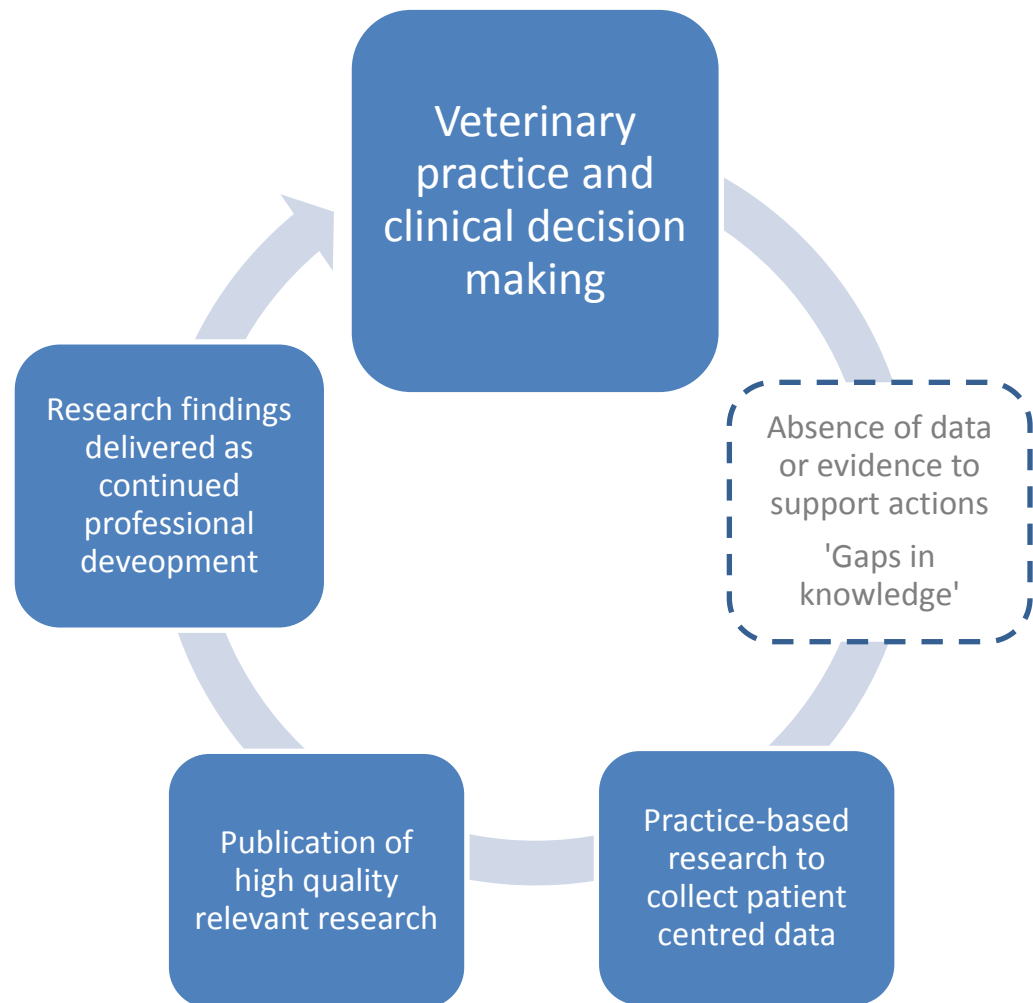 Veterinary
practice and
clinical decision
making
Absence of data
or evidence to
support actions
'Gaps in
knowledge'
Practice-based
research to
collect patient
centred data
Publication of
high quality
relevant research
Research findings
delivered as
continued
professional
deveopment